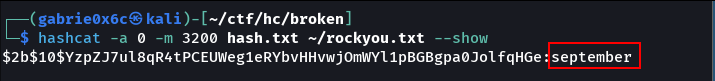 ┌──(gabrie0x6c㉿kali)-[~/ctf/hc/broken]
└─$ hashcat -a 0 -m 3200 hash.txt ~/rockyou.txt --show
$2b$10$YzpZJ7ul8qR4tPCEUWeg1eRYbvHHvwjOmWYl1pBGBgpa0JolfqHGe:september